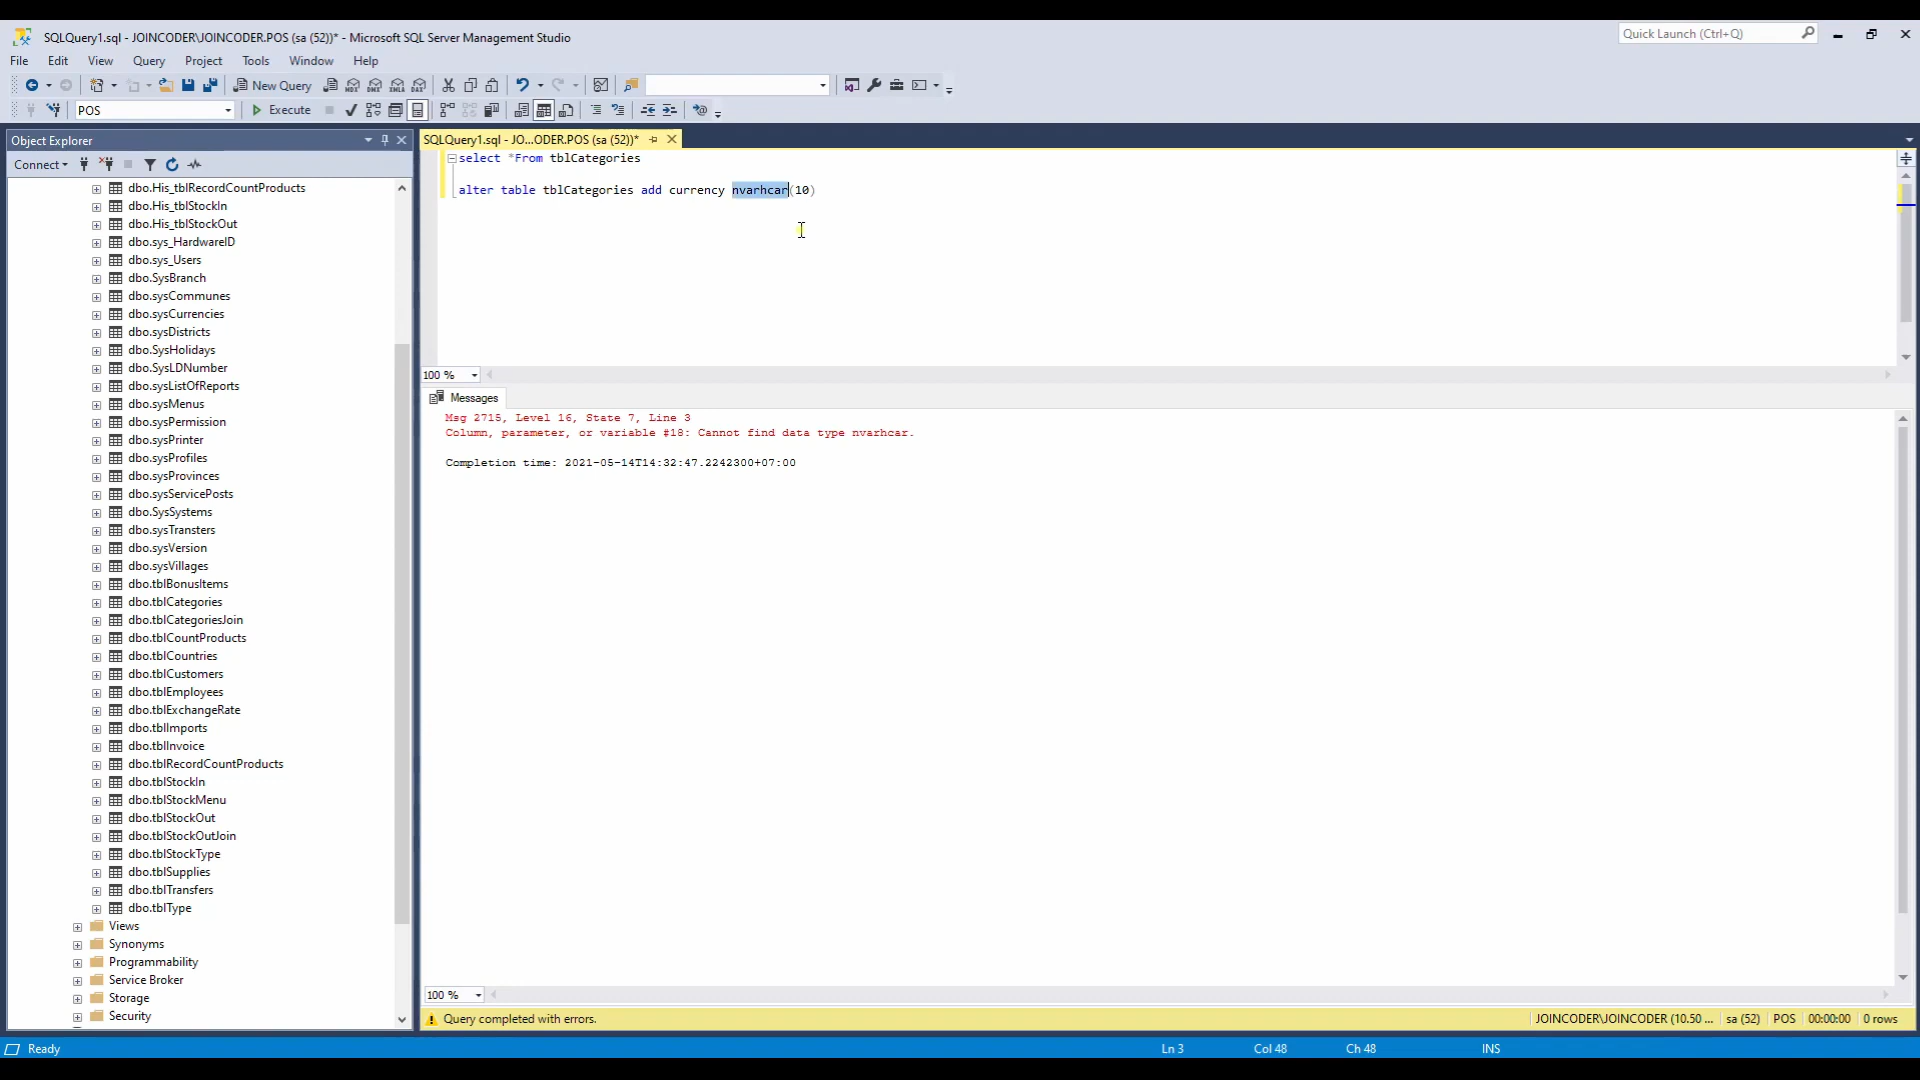 SQLQuery1.sql - JOINCODER\JOINCODER.POS (sa (52))* - Microsoft SQL Server Management Studio
Quick Launch (Ctrl+Q)
File Edit View Query Project Tools Window Help
New Query
POS
Execute
Object Explorer
SQLQuery1.sql - JO...ODER.POS (sa (52))*
Connect
select *From tblCategories
alter table tblCategories add currency nvarhcar(10)
dbo.His_tblRecordCountProducts
dbo.His_tblStockIn
dbo.His_tblStockOut
dbo.sys_HardwareID
dbo.sys_Users
dbo.SysBranch
dbo.sysCommunes
dbo.sysCurrencies
dbo.sysDistricts
dbo.SysHolidays
dbo.SysLDNumber
dbo.sysListOfReports
dbo.sysMenus
dbo.sysPermission
dbo.sysPrinter
dbo.sysProfiles
dbo.sysProvinces
dbo.sysServicePosts
dbo.SysSystems
dbo.sysTransters
dbo.sysVersion
dbo.sysVillages
dbo.tblBonusItems
dbo.tblCategories
dbo.tblCategoriesJoin
dbo.tblCountProducts
dbo.tblCountries
dbo.tblCustomers
dbo.tblEmployees
dbo.tblExchangeRate
dbo.tblImports
dbo.tblInvoice
dbo.tblRecordCountProducts
dbo.tblStockIn
dbo.tblStockMenu
dbo.tblStockOut
dbo.tblStockOutJoin
dbo.tblStockType
dbo.tblSupplies
dbo.tblTransfers
dbo.tblType
Views
Synonyms
Programmability
Service Broker
Storage
Security
100 %
Messages
Msg 2715, Level 16, State 7, Line 3
Column, parameter, or variable #18: Cannot find data type nvarhcar.
Completion time: 2021-05-14T14:32:47.2242300+07:00
100 %
Query completed with errors.
JOINCODER\JOINCODER (10.50 ... sa (52) POS 00:00:00 0 rows
Ready
Ln 3 Col 48 Ch 48 INS